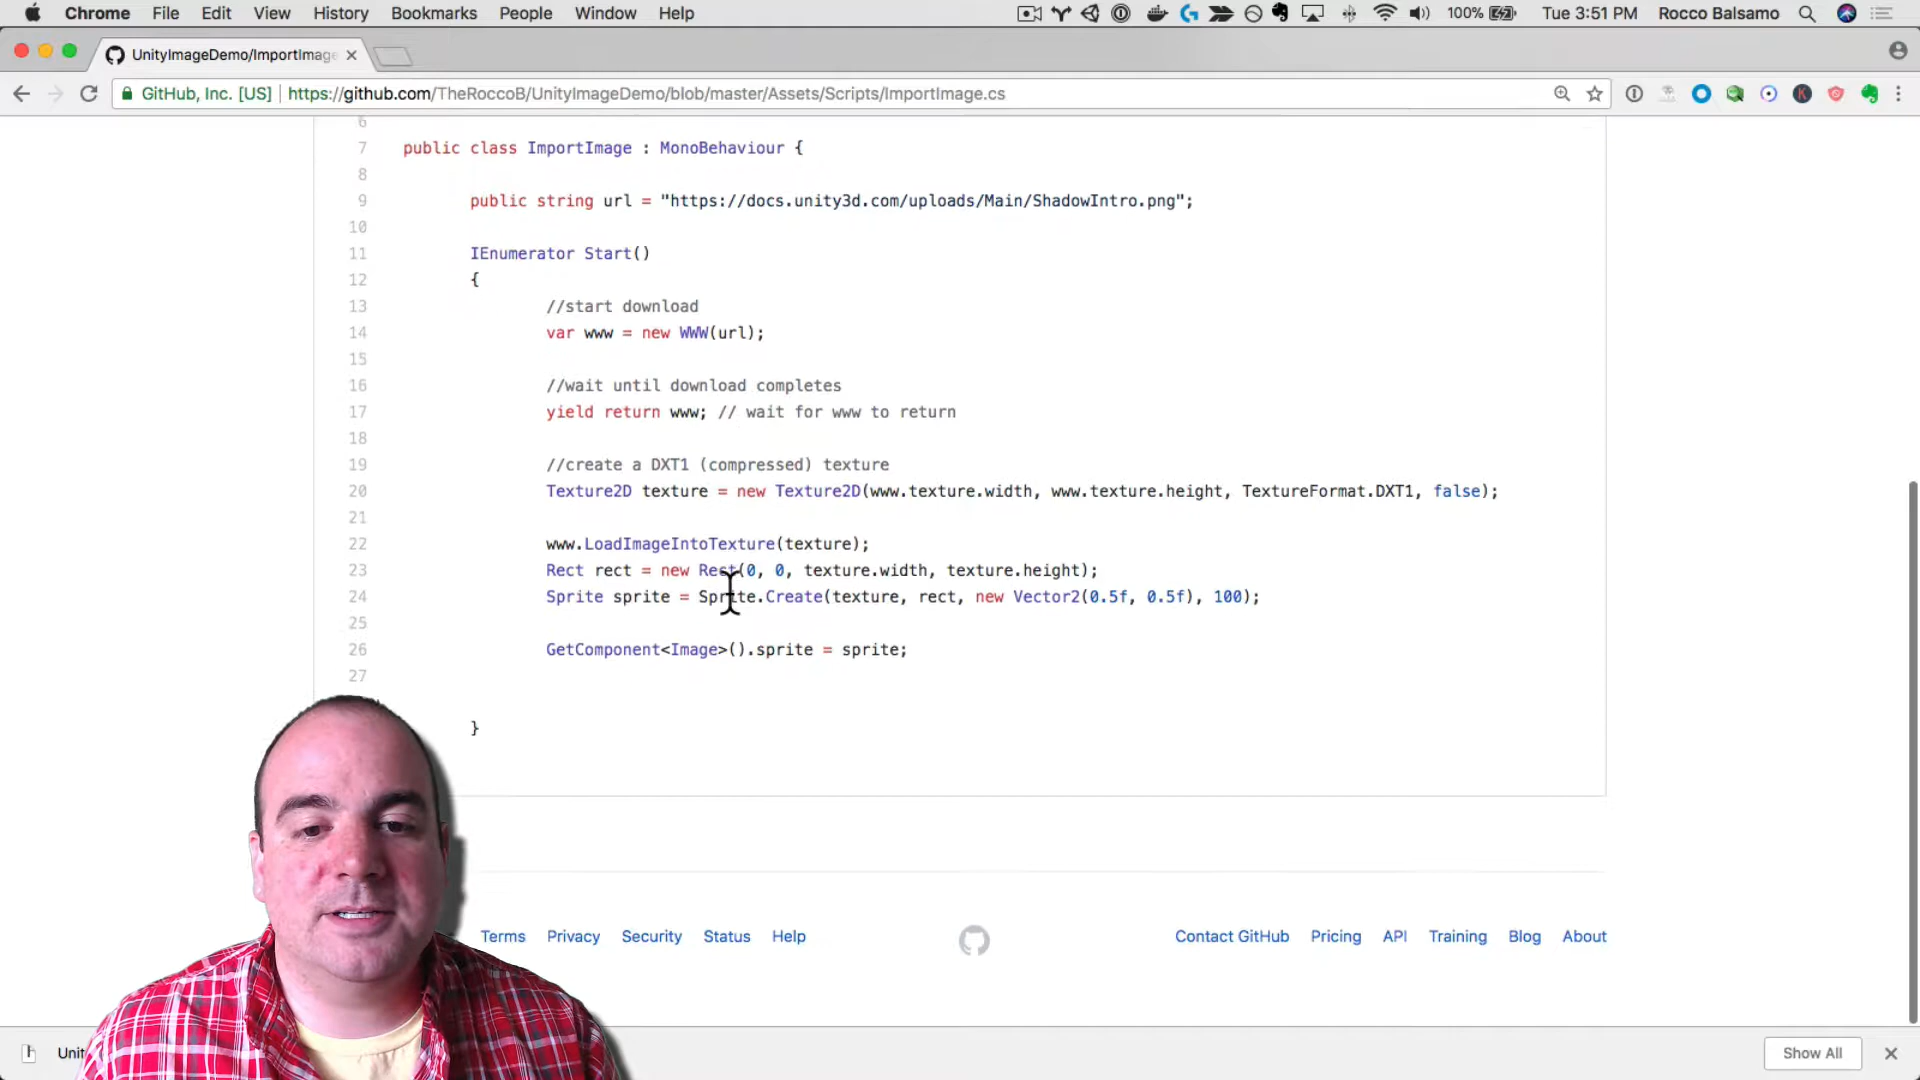 Chrome File Edit View History Bookmarks People Window Help 100% Tue 3:51 PM Rocco Balsamo
UnityImageDemo/ImportImage
GitHub, Inc. [US] | https://github.com/TheRoccoB/UnityImageDemo/blob/master/Assets/Scripts/ImportImage.cs
6
7 public class ImportImage : MonoBehaviour {
8
9 public string url = "https://docs.unity3d.com/uploads/Main/ShadowIntro.png";
10
11 IEnumerator Start()
12 {
13 //start download
14 var www = new WWW(url);
15
16 //wait until download completes
17 yield return www; // wait for www to return
18
19 //create a DXT1 (compressed) texture
20 Texture2D texture = new Texture2D(www.texture.width, www.texture.height, TextureFormat.DXT1, false);
21
22 www.LoadImageIntoTexture(texture);
23 Rect rect = new Rect(0, 0, texture.width, texture.height);
24 Sprite sprite = Sprite.Create(texture, rect, new Vector2(0.5f, 0.5f), 100);
25
26 GetComponent<Image>().sprite = sprite;
27
}
Terms Privacy Security Status Help Contact GitHub Pricing API Training Blog About
Show All